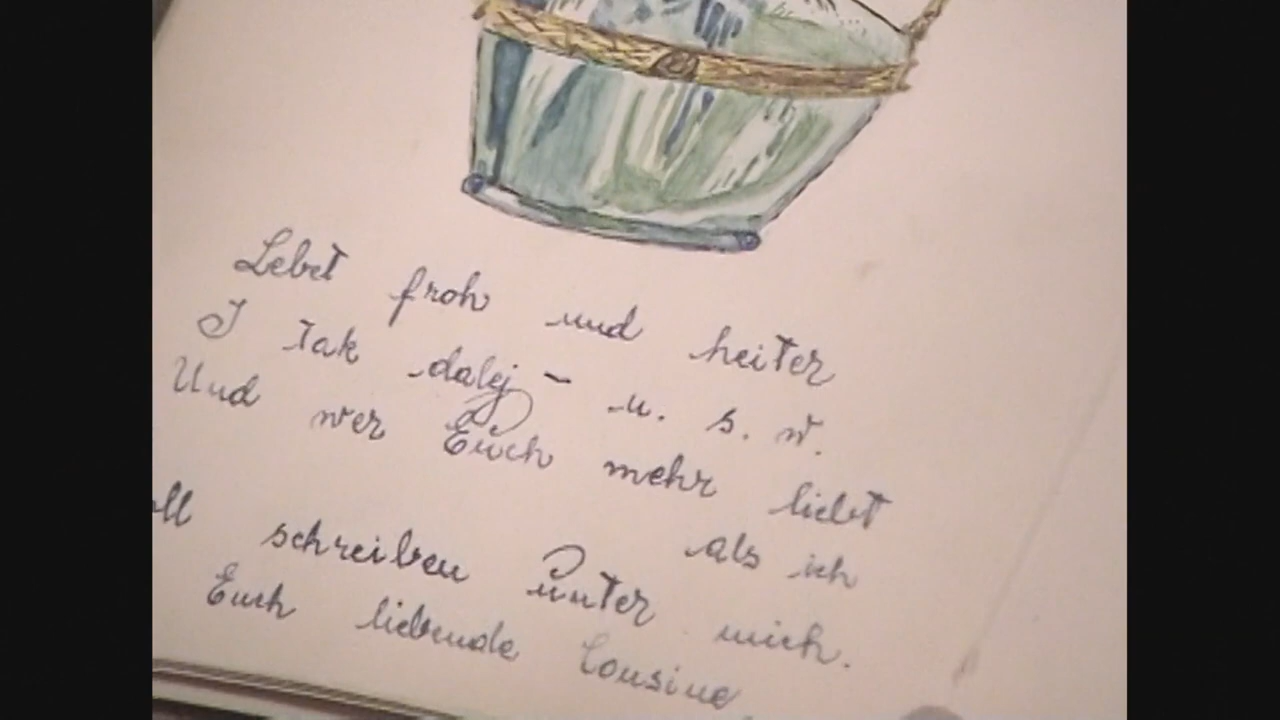 Lebet froh und heiter
I tak dalej - u. s. w.
Und wer Euch mehr liebt
als ich
schreiben unter mich.
Euch liebende Cousine